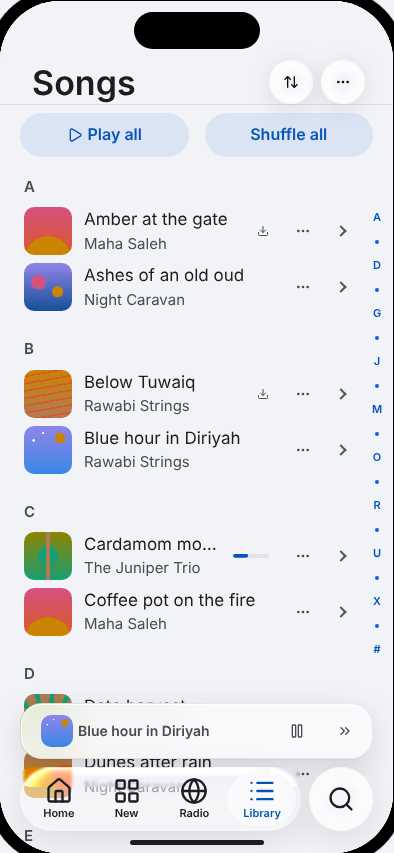 Songs
Play all
Shuffle all
A
Amber at the gate
Maha Saleh
Ashes of an old oud
Night Caravan
B
Below Tuwaiq
Rawabi Strings
Blue hour in Diriyah
Rawabi Strings
C
Cardamom mo...
The Juniper Trio
Coffee pot on the fire
Maha Saleh
D
Blue hour in Diriyah
Dunes after rain
Night Caravan
E
Home
New
Radio
Library
A
D
G
J
M
O
R
U
X
#